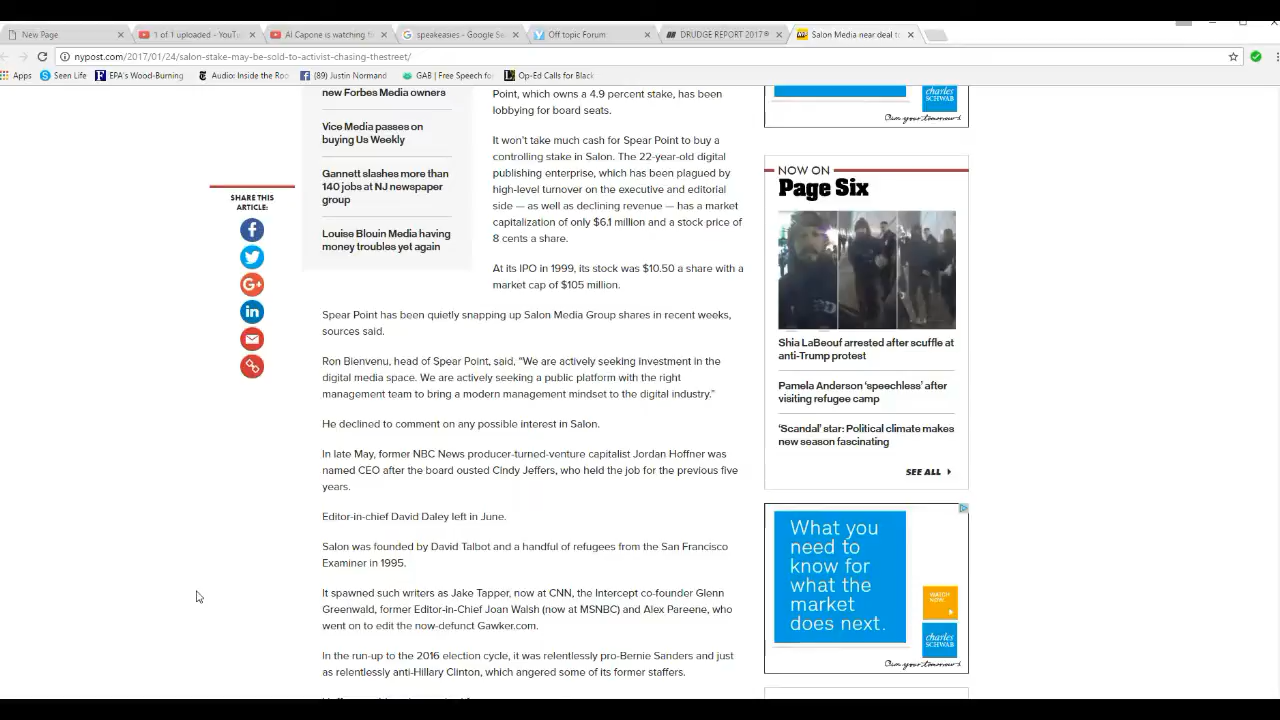 New Page
1 of 1 uploaded - YouTu
Al Capone is watching f
speakeasies - Google Se
Off topic Forum
DRUDGE REPORT 2017®
Salon Media near deal to
nypost.com/2017/01/24/salon-stake-may-be-sold-to-activist-chasing-thestreet/
Apps
Seen Life
EPA's Wood-Burning
Audio: Inside the Roo
(89) Justin Normand
GAB | Free Speech fo
Op-Ed Calls for Black
new Forbes Media owners
Vice Media passes on
buying Us Weekly
Gannett slashes more than
140 jobs at NJ newspaper
group
Louise Blouin Media having
money troubles yet again
SHARE THIS
ARTICLE:
Point, which owns a 4.9 percent stake, has been
lobbying for board seats.
It won't take much cash for Spear Point to buy a
controlling stake in Salon. The 22-year-old digital
publishing enterprise, which has been plagued by
high-level turnover on the executive and editorial
side — as well as declining revenue — has a market
capitalization of only $6.1 million and a stock price of
8 cents a share.
At its IPO in 1999, its stock was $10.50 a share with a
market cap of $105 million.
Spear Point has been quietly snapping up Salon Media Group shares in recent weeks,
sources said.
Ron Bienvenu, head of Spear Point, said, “We are actively seeking investment in the
digital media space. We are actively seeking a public platform with the right
management team to bring a modern management mindset to the digital industry.”
He declined to comment on any possible interest in Salon.
In late May, former NBC News producer-turned-venture capitalist Jordan Hoffner was
named CEO after the board ousted Cindy Jeffers, who held the job for the previous five
years.
Editor-in-chief David Daley left in June.
Salon was founded by David Talbot and a handful of refugees from the San Francisco
Examiner in 1995.
It spawned such writers as Jake Tapper, now at CNN, the Intercept co-founder Glenn
Greenwald, former Editor-in-Chief Joan Walsh (now at MSNBC) and Alex Pareene, who
went on to edit the now-defunct Gawker.com.
In the run-up to the 2016 election cycle, it was relentlessly pro-Bernie Sanders and just
as relentlessly anti-Hillary Clinton, which angered some of its former staffers.
charles
SCHWAB
Own your tomorrow
NOW ON
Page Six
Shia LaBeouf arrested after scuffle at
anti-Trump protest
Pamela Anderson ‘speechless’ after
visiting refugee camp
‘Scandal’ star: Political climate makes
new season fascinating
SEE ALL
What you
need to
know for
what the
market
does next.
WATCH
NOW
charles
SCHWAB
Own your tomorrow